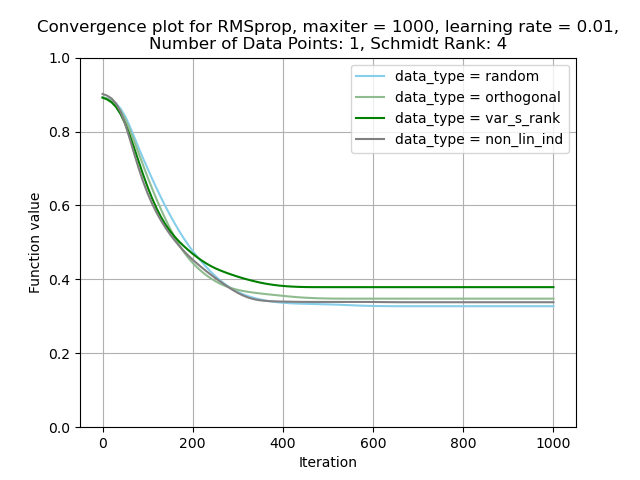 Convergence plot for RMSprop, maxiter = 1000, learning rate = 0.01,
Number of Data Points: 1, Schmidt Rank: 4
data_type = random
data_type = orthogonal
data_type = var_s_rank
data_type = non_lin_ind
Function value
1.0
0.8
0.6
0.4
0.2
0.0
0 200 400 600 800 1000
Iteration